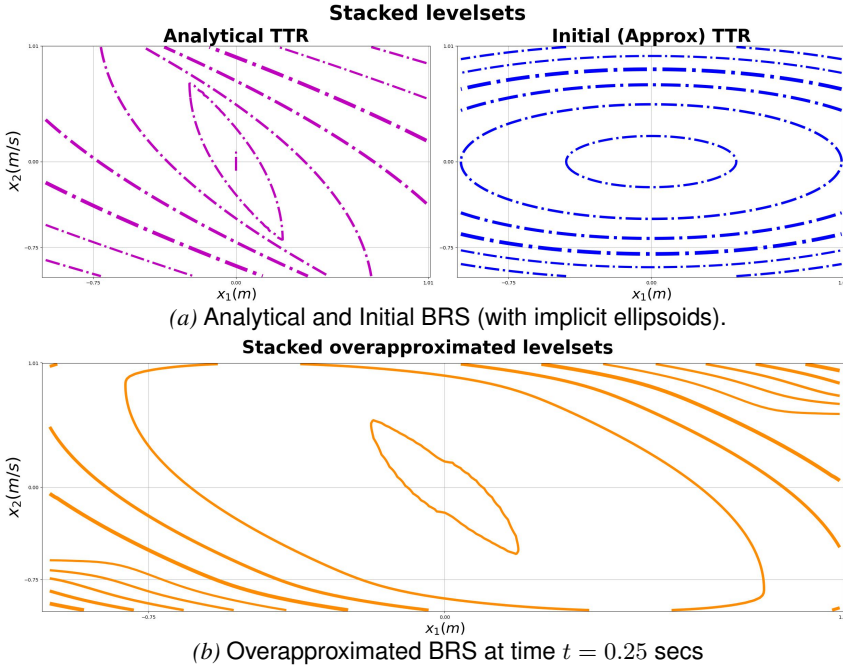 Stacked levelsets
Analytical TTR
Initial (Approx) TTR
1.01
0.00
-0.75
x₂(m/s)
-0.75
0.00
1.01
x₁(m)
1.01
0.00
-0.75
-0.75
0.00
1.01
x₁(m)
(a) Analytical and Initial BRS (with implicit ellipsoids).
Stacked overapproximated levelsets
1.01
0.00
-0.75
x₂(m/s)
-0.75
0.00
x₁(m)
(b) Overapproximated BRS at time t = 0.25 secs